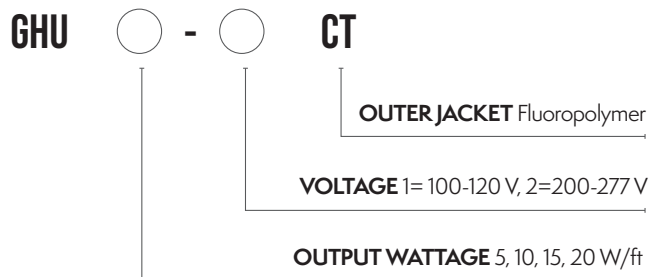 GHU - CT
OUTER JACKET Fluoropolymer
VOLTAGE 1= 100-120 V, 2=200-277 V
OUTPUT WATTAGE 5, 10, 15, 20 W/ft